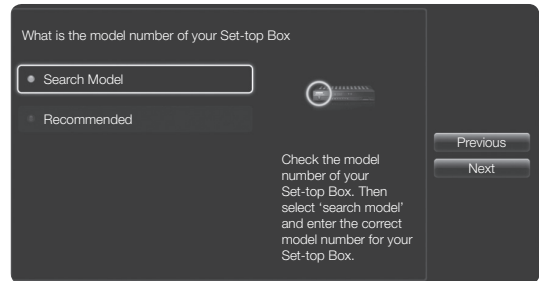 What is the model number of your Set-top Box
Search Model
Recommended
Check the model
number of your
Set-top Box. Then
select ‘search model’
and enter the correct
model number for your
Set-top Box.
Previous
Next